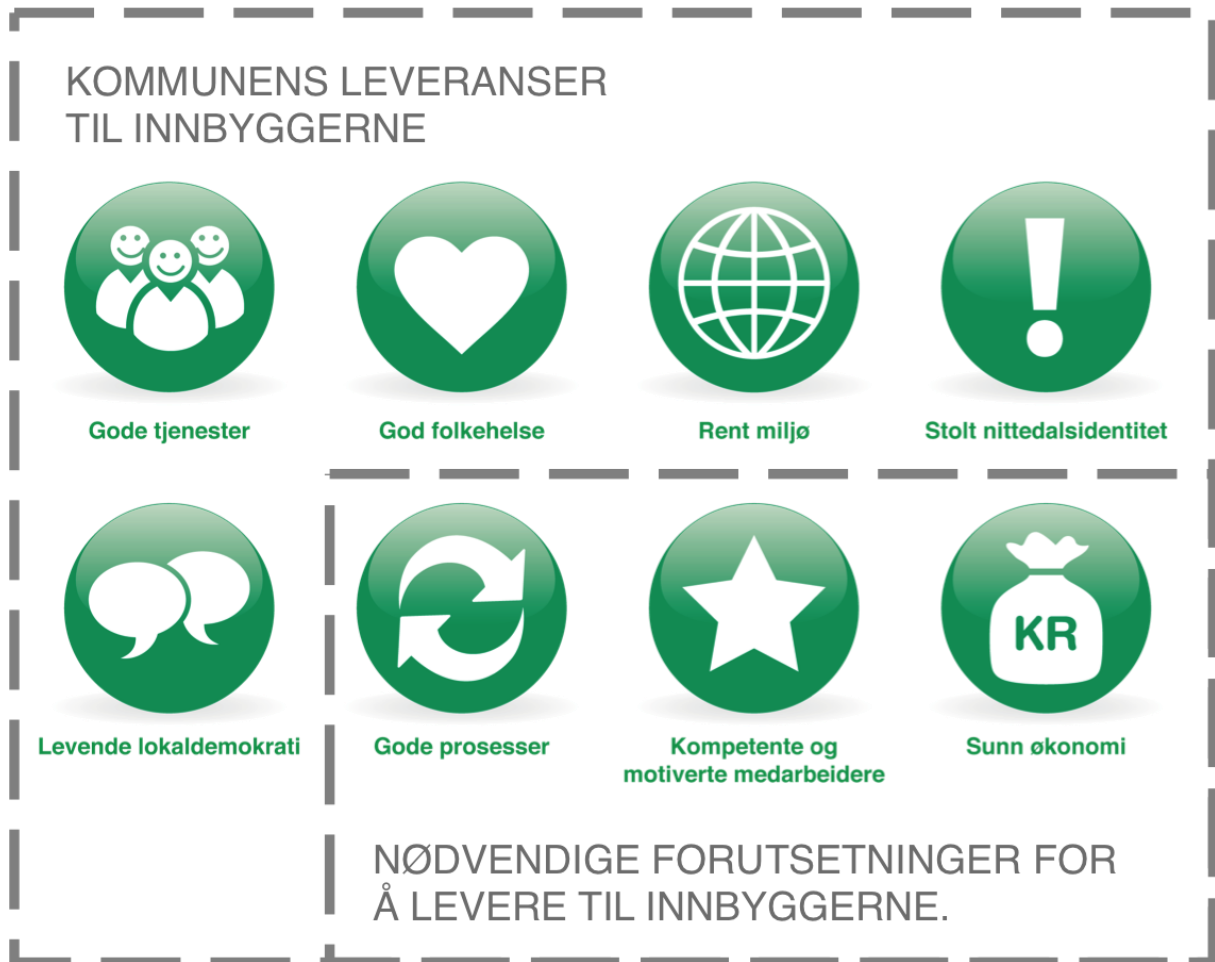 KOMMUNENS LEVERANSER
TIL INNBYGGERNE
Gode tjenester
God folkehelse
Rent miljø
Stolt nittedalsidentitet
Levende lokaldemokrati
Gode prosesser
Kompetente og
motiverte medarbeidere
KR
Sunn økonomi
NØDVENDIGE FORUTSETNINGER FOR
Å LEVERE TIL INNBYGGERNE.